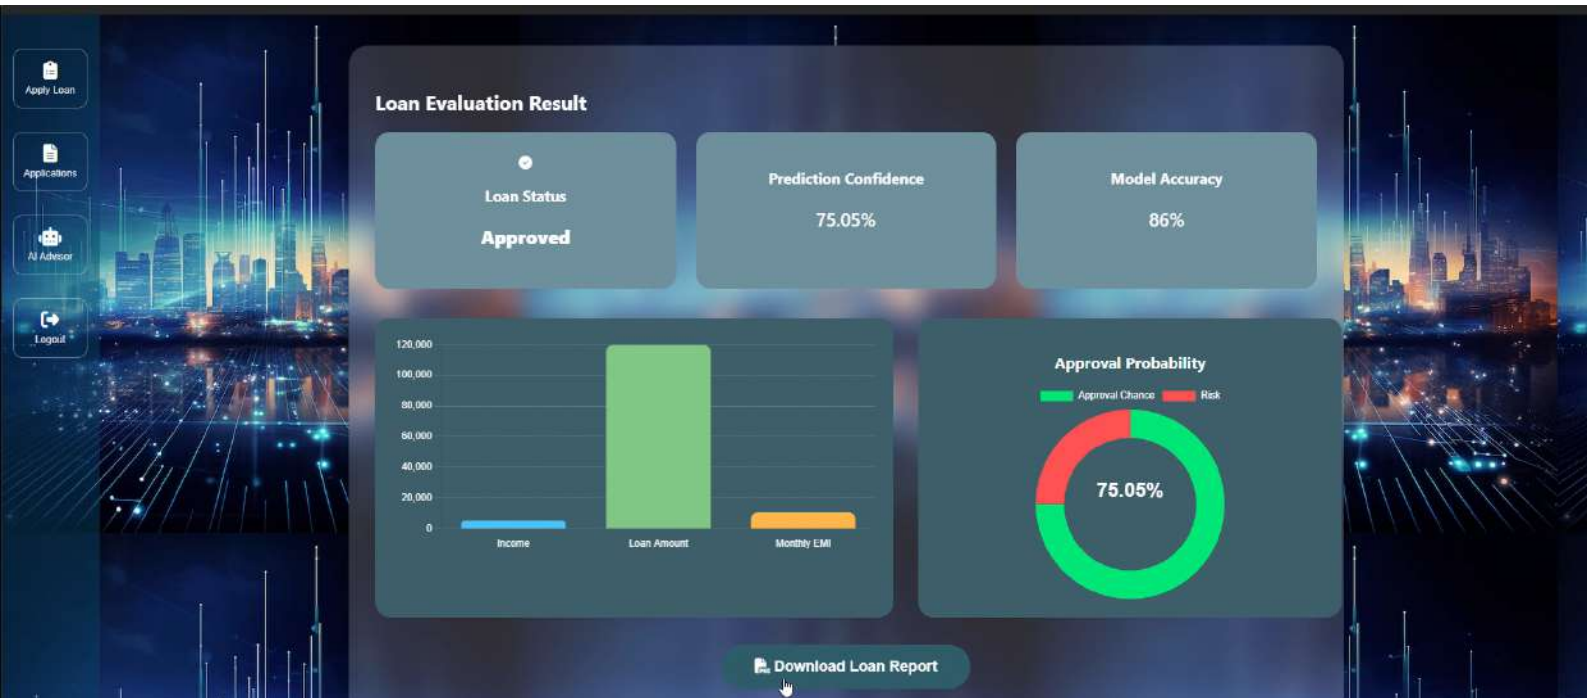 Apply Loan
Applications
AI Advisor
Logout
Loan Evaluation Result
Loan Status
Approved
Prediction Confidence
75.05%
Model Accuracy
86%
120,000
100,000
80,000
60,000
40,000
20,000
0
Income
Loan Amount
Monthly EMI
Approval Probability
Approval Chance
Risk
75.05%
Download Loan Report